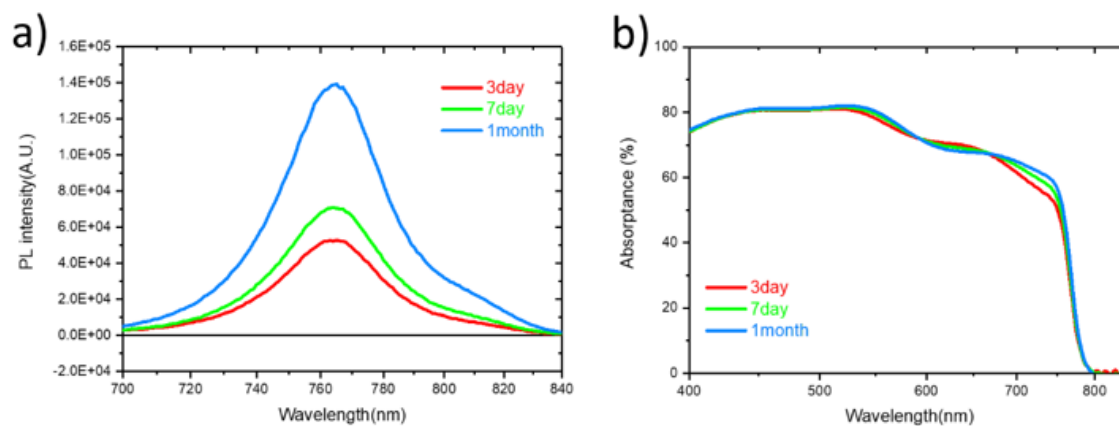 a)
1.6E+05
1.4E+05
1.2E+05
1.0E+05
8.0E+04
6.0E+04
4.0E+04
2.0E+04
0.0E+00
-2.0E+04
PL intensity(A.U.)
3day
7day
1month
700 720 740 760 780 800 820 840
Wavelength(nm)
b)
100
80
60
40
20
0
Absorptance (%)
3day
7day
1month
400 500 600 700 800
Wavelength(nm)